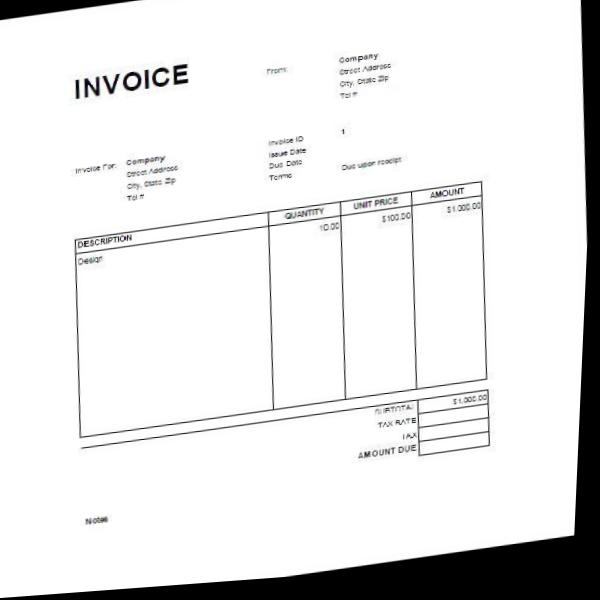 INVOICE
From:
Company
Street Address
City, State Zip
Tel #
Invoice For:
Company
Street Address
City, State Zip
Tel #
Invoice ID
1
Issue Date
Due Date
Terms
Due upon receipt
DESCRIPTION QUANTITY UNIT PRICE AMOUNT
Design 10.00 $100.00 $1,000.00
SUBTOTAL $1,000.00
TAX RATE
TAX
AMOUNT DUE
Notes